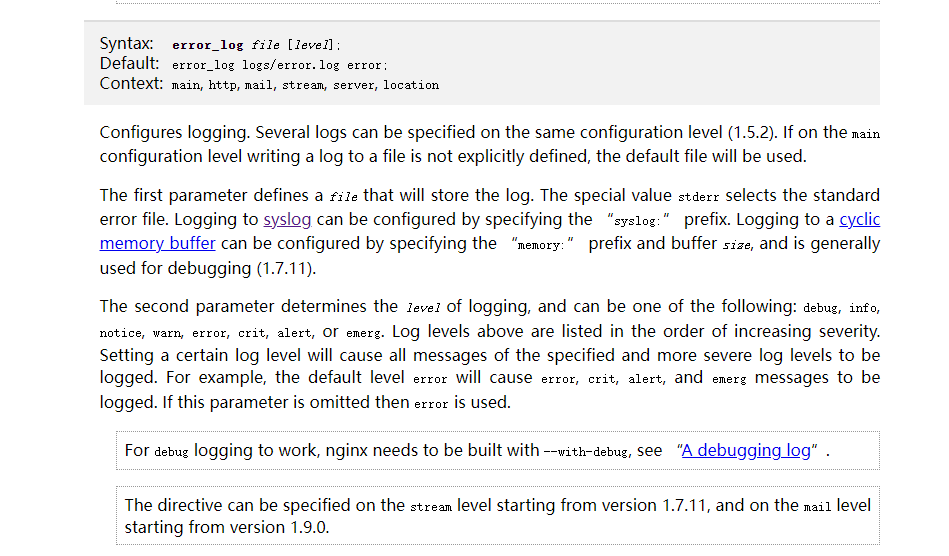 Syntax: error_log file [level];
Default: error_log logs/error.log error;
Context: main, http, mail, stream, server, location
Configures logging. Several logs can be specified on the same configuration level (1.5.2). If on the main
configuration level writing a log to a file is not explicitly defined, the default file will be used.
The first parameter defines a file that will store the log. The special value stderr selects the standard
error file. Logging to syslog can be configured by specifying the “syslog:” prefix. Logging to a cyclic
memory buffer can be configured by specifying the “memory:” prefix and buffer size, and is generally
used for debugging (1.7.11).
The second parameter determines the level of logging, and can be one of the following: debug, info,
notice, warn, error, crit, alert, or emerg. Log levels above are listed in the order of increasing severity.
Setting a certain log level will cause all messages of the specified and more severe log levels to be
logged. For example, the default level error will cause error, crit, alert, and emerg messages to be
logged. If this parameter is omitted then error is used.
For debug logging to work, nginx needs to be built with --with-debug, see “A debugging log”.
The directive can be specified on the stream level starting from version 1.7.11, and on the mail level
starting from version 1.9.0.